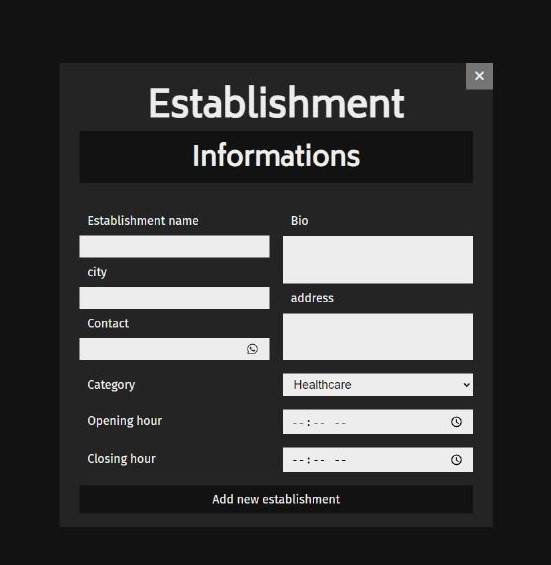 ×
Establishment
Informations
Establishment name
Bio
city
address
Contact
Category
Healthcare
Opening hour
--:-- --
Closing hour
--:-- --
Add new establishment